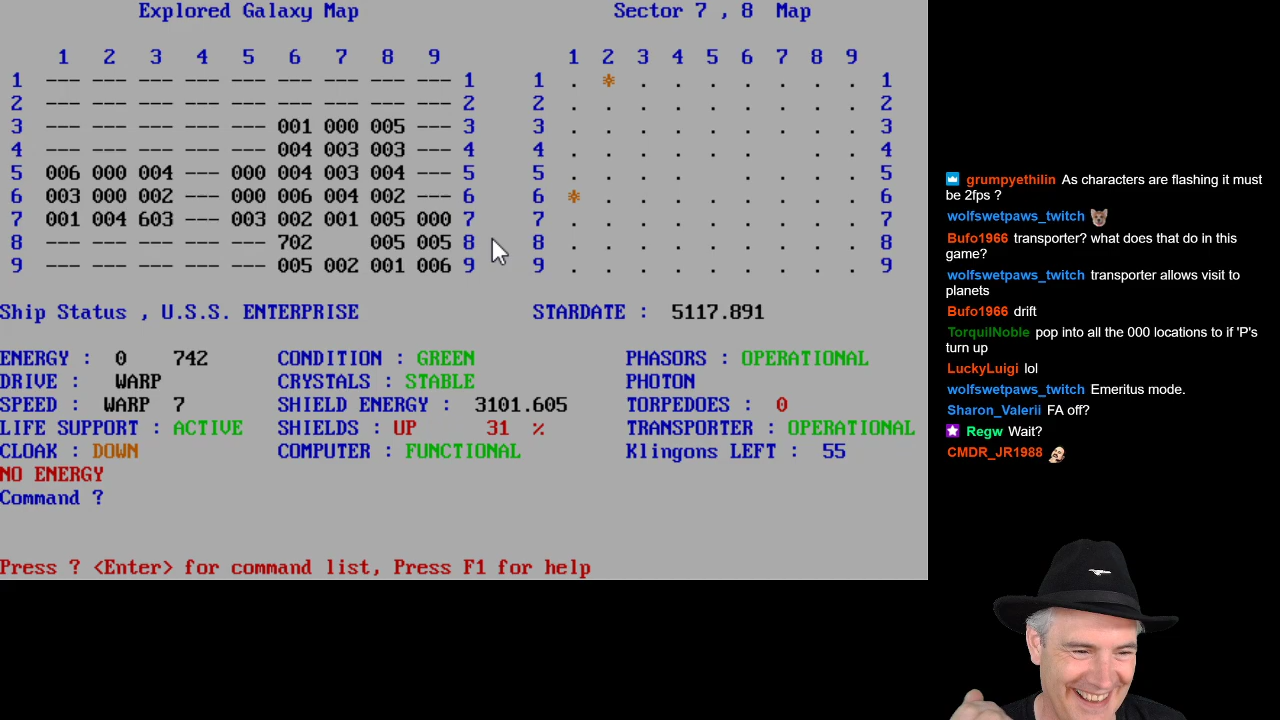 Explored Galaxy Map Sector 7 , 8 Map
1 2 3 4 5 6 7 8 9 1 2 3 4 5 6 7 8 9
1 --- --- --- --- --- --- --- --- --- 1 1 . * . . . . . . . 1
2 --- --- --- --- --- --- --- --- --- 2 2 . . . . . . . . . 2
3 --- --- --- --- --- 001 000 005 --- 3 3 . . . . . . . . . 3
4 --- --- --- --- --- 004 003 003 --- 4 4 . . . . . . . . 4
5 006 000 004 --- 000 004 003 004 --- 5 5 . . . . . . . . . 5
6 003 000 002 --- 000 006 004 002 --- 6 6 * . . . . . . . . 6
7 001 004 603 --- 003 002 001 005 000 7 7 . . . . . . . . . 7
8 --- --- --- --- --- 702 005 005 8 8 . . . . . . . . . 8
9 --- --- --- --- --- 005 002 001 006 9 9 . . . . . . . . . 9
Ship Status , U.S.S. ENTERPRISE STARDATE : 5117.891
ENERGY : 0 742 CONDITION : GREEN PHASORS : OPERATIONAL
DRIVE : WARP CRYSTALS : STABLE PHOTON
SPEED : WARP 7 SHIELD ENERGY : 3101.605 TORPEDOES : 0
LIFE SUPPORT : ACTIVE SHIELDS : UP 31 % TRANSPORTER : OPERATIONAL
CLOAK : DOWN COMPUTER : FUNCTIONAL Klingons LEFT : 55
NO ENERGY
Command ?
Press ? <Enter> for command list, Press F1 for help
grumpyethilin As characters are flashing it must
be 2fps ?
wolfswetpaws_twitch
Bufo1966 transporter? what does that do in this
game?
wolfswetpaws_twitch transporter allows visit to
planets
Bufo1966 drift
TorquilNoble pop into all the 000 locations to if 'P's
turn up
LuckyLuigi lol
wolfswetpaws_twitch Emeritus mode.
Sharon_Valerii FA off?
Regw Wait?
CMDR_JR1988